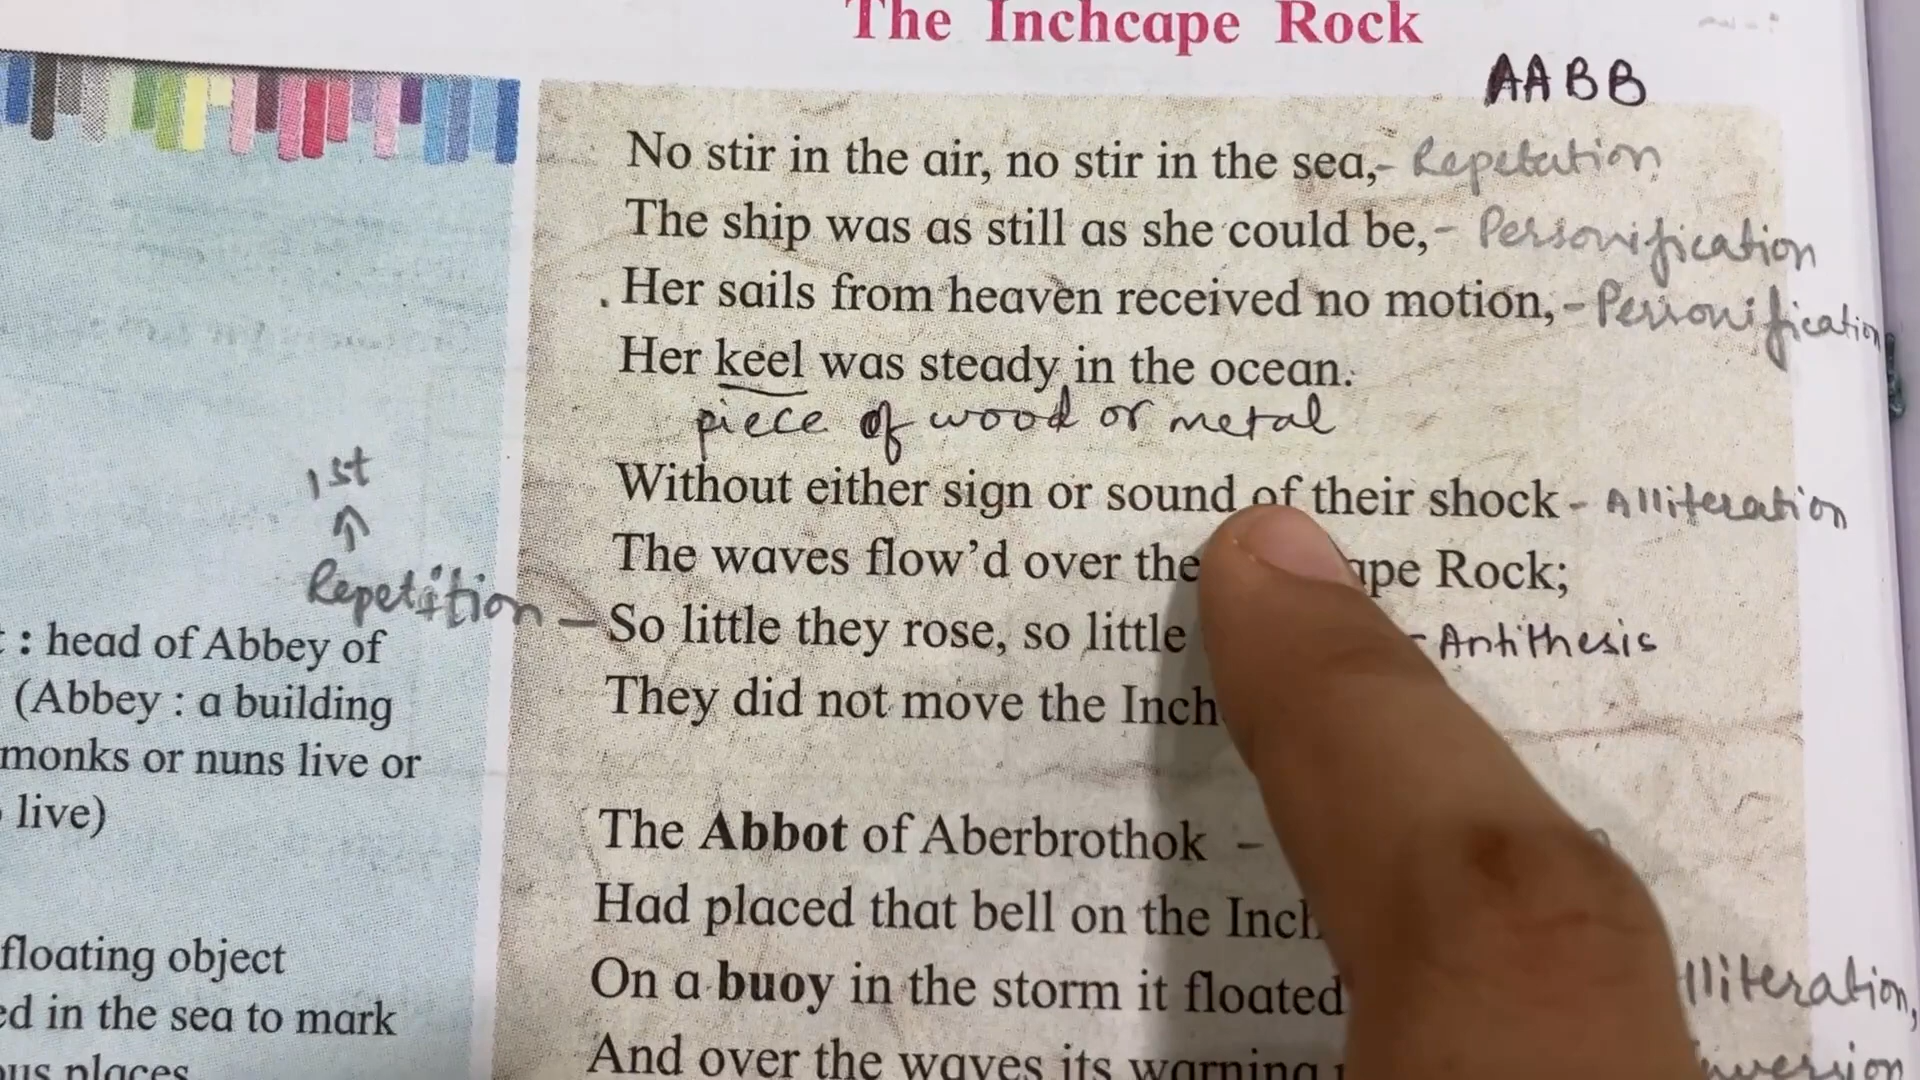 The Inchcape Rock
AABB
No stir in the air, no stir in the sea,- Repetation
The ship was as still as she could be,- Personification
Her sails from heaven received no motion,- Personification
Her keel was steady in the ocean.
piece of wood or metal
Without either sign or sound of their shock - Alliteration
The waves flow'd over the ape Rock;
1st
Repetition - So little they rose, so little - Antithesis
They did not move the Inch
The Abbot of Aberbrothok -
Had placed that bell on the Inch
On a buoy in the storm it floated lliteration,
And over the waves its warning version
: head of Abbey of
(Abbey : a building
monks or nuns live or
live)
floating object
ed in the sea to mark
ous places